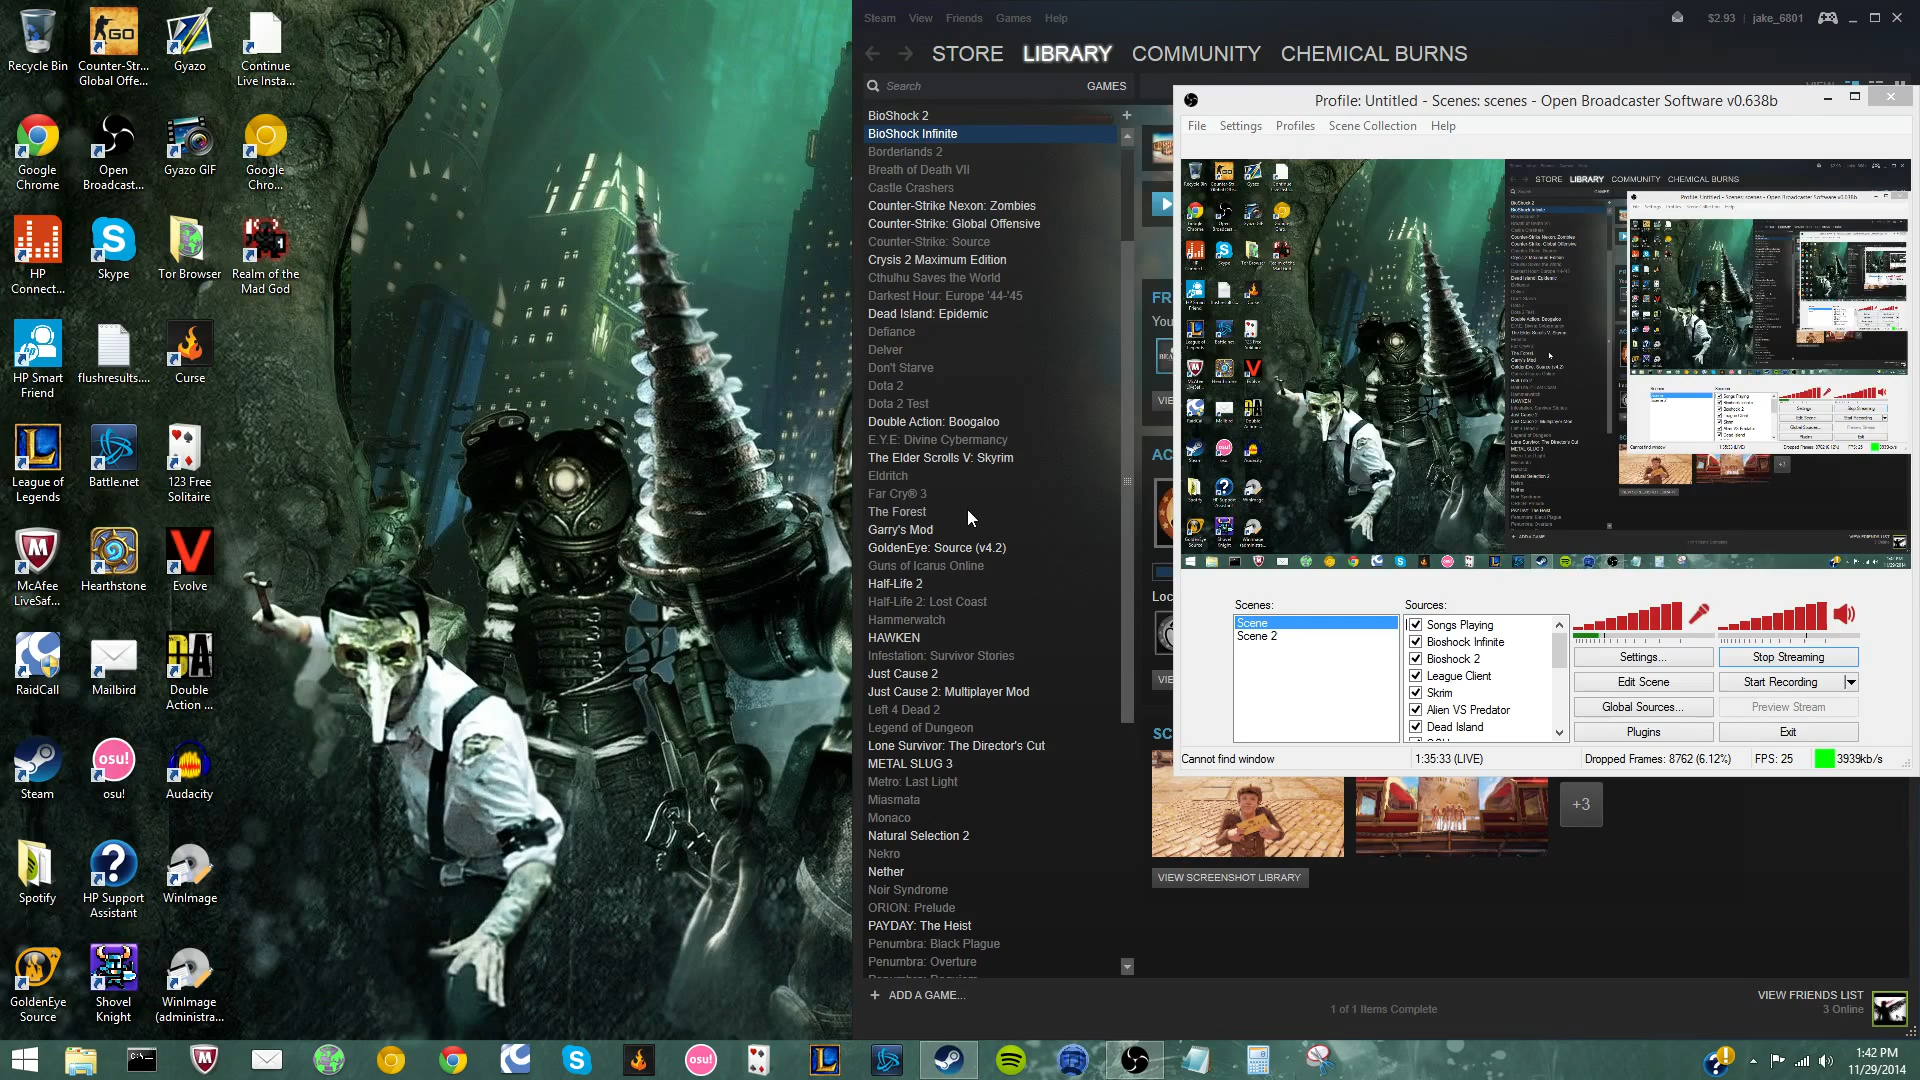 Recycle Bin
Counter-Str...
Global Offe...
Gyazo
Continue
Live Insta...
Google
Chrome
Open
Broadcast...
Gyazo GIF
Google
Chro...
HP
Connect...
Skype
Tor Browser
Realm of the
Mad God
HP Smart
Friend
flushresults....
Curse
League of
Legends
Battle.net
123 Free
Solitaire
McAfee
LiveSaf...
Hearthstone
Evolve
RaidCall
Mailbird
Double
Action ...
Steam
osu!
Audacity
Spotify
HP Support
Assistant
WinImage
GoldenEye
Source
Shovel
Knight
WinImage
(administra...
Steam View Friends Games Help
$2.93 jake_6801
STORE LIBRARY COMMUNITY CHEMICAL BURNS
Search GAMES
BioShock 2
BioShock Infinite
Borderlands 2
Breath of Death VII
Castle Crashers
Counter-Strike Nexon: Zombies
Counter-Strike: Global Offensive
Counter-Strike: Source
Crysis 2 Maximum Edition
Cthulhu Saves the World
Darkest Hour: Europe '44-'45
Dead Island: Epidemic
Defiance
Delver
Don't Starve
Dota 2
Dota 2 Test
Double Action: Boogaloo
E.Y.E: Divine Cybermancy
The Elder Scrolls V: Skyrim
Eldritch
Far Cry® 3
The Forest
Garry's Mod
GoldenEye: Source (v4.2)
Guns of Icarus Online
Half-Life 2
Half-Life 2: Lost Coast
Hammerwatch
HAWKEN
Infestation: Survivor Stories
Just Cause 2
Just Cause 2: Multiplayer Mod
Left 4 Dead 2
Legend of Dungeon
Lone Survivor: The Director's Cut
METAL SLUG 3
Metro: Last Light
Miasmata
Monaco
Natural Selection 2
Nekro
Nether
Noir Syndrome
ORION: Prelude
PAYDAY: The Heist
Penumbra: Black Plague
Penumbra: Overture
+ ADD A GAME...
Profile: Untitled - Scenes: scenes - Open Broadcaster Software v0.638b
File Settings Profiles Scene Collection Help
Scenes:
Scene
Scene 2
Sources:
Songs Playing
Bioshock Infinite
Bioshock 2
League Client
Skrim
Alien VS Predator
Dead Island
Settings...
Stop Streaming
Edit Scene
Start Recording
Global Sources...
Preview Stream
Plugins
Exit
Cannot find window
1:35:33 (LIVE)
Dropped Frames: 8762 (6.12%)
FPS: 25
3939kb/s
+3
VIEW SCREENSHOT LIBRARY
1 of 1 Items Complete
VIEW FRIENDS LIST
3 Online
1:42 PM
11/29/2014